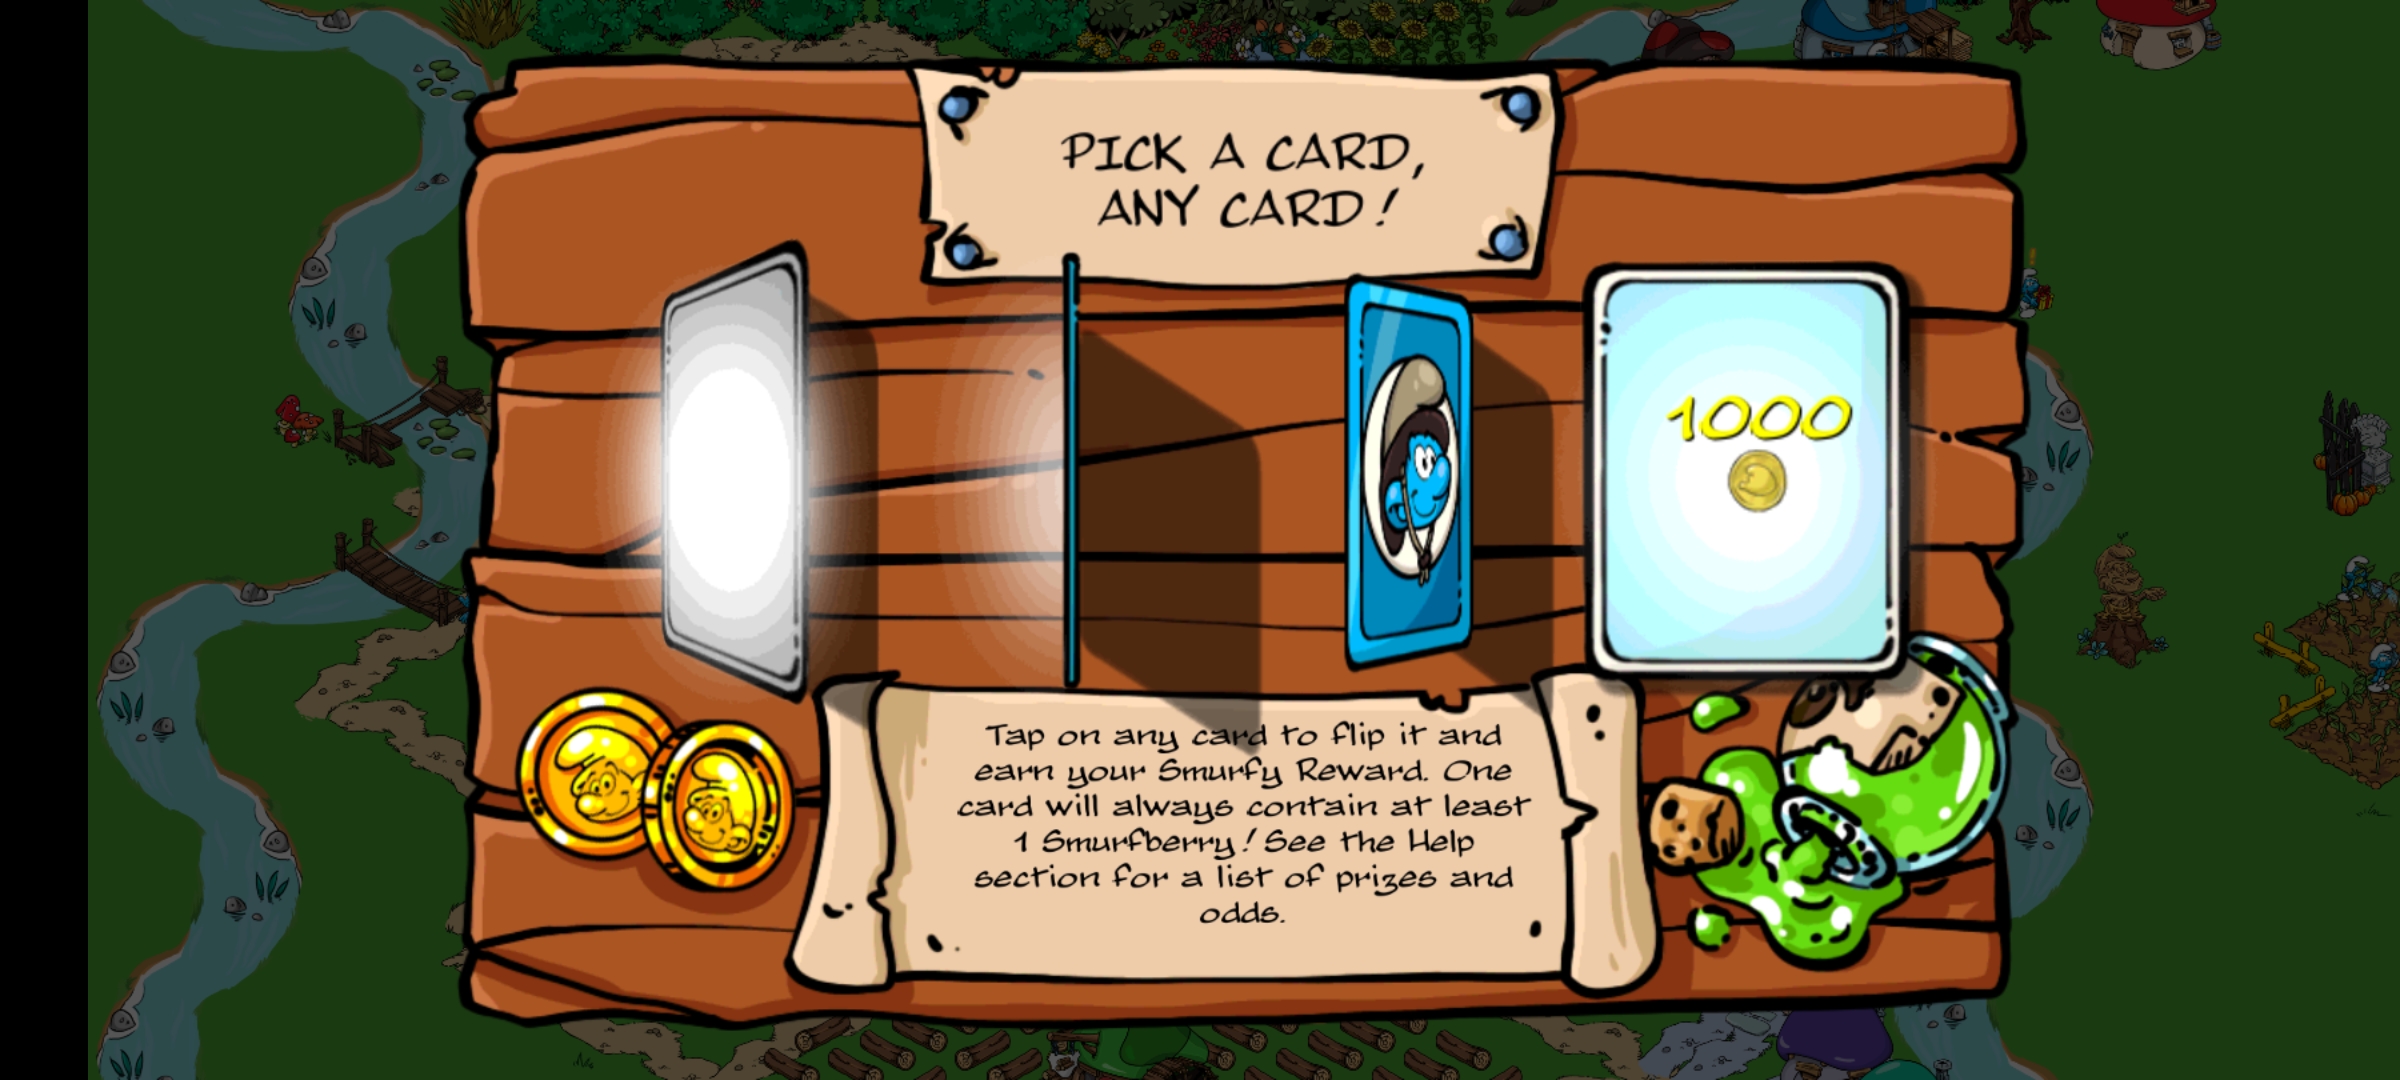 PICK A CARD,
ANY CARD!
1000
Tap on any card to flip it and
earn your Smurfy Reward. One
card will always contain at least
1 Smurfberry! See the Help
section for a list of prizes and
odds.